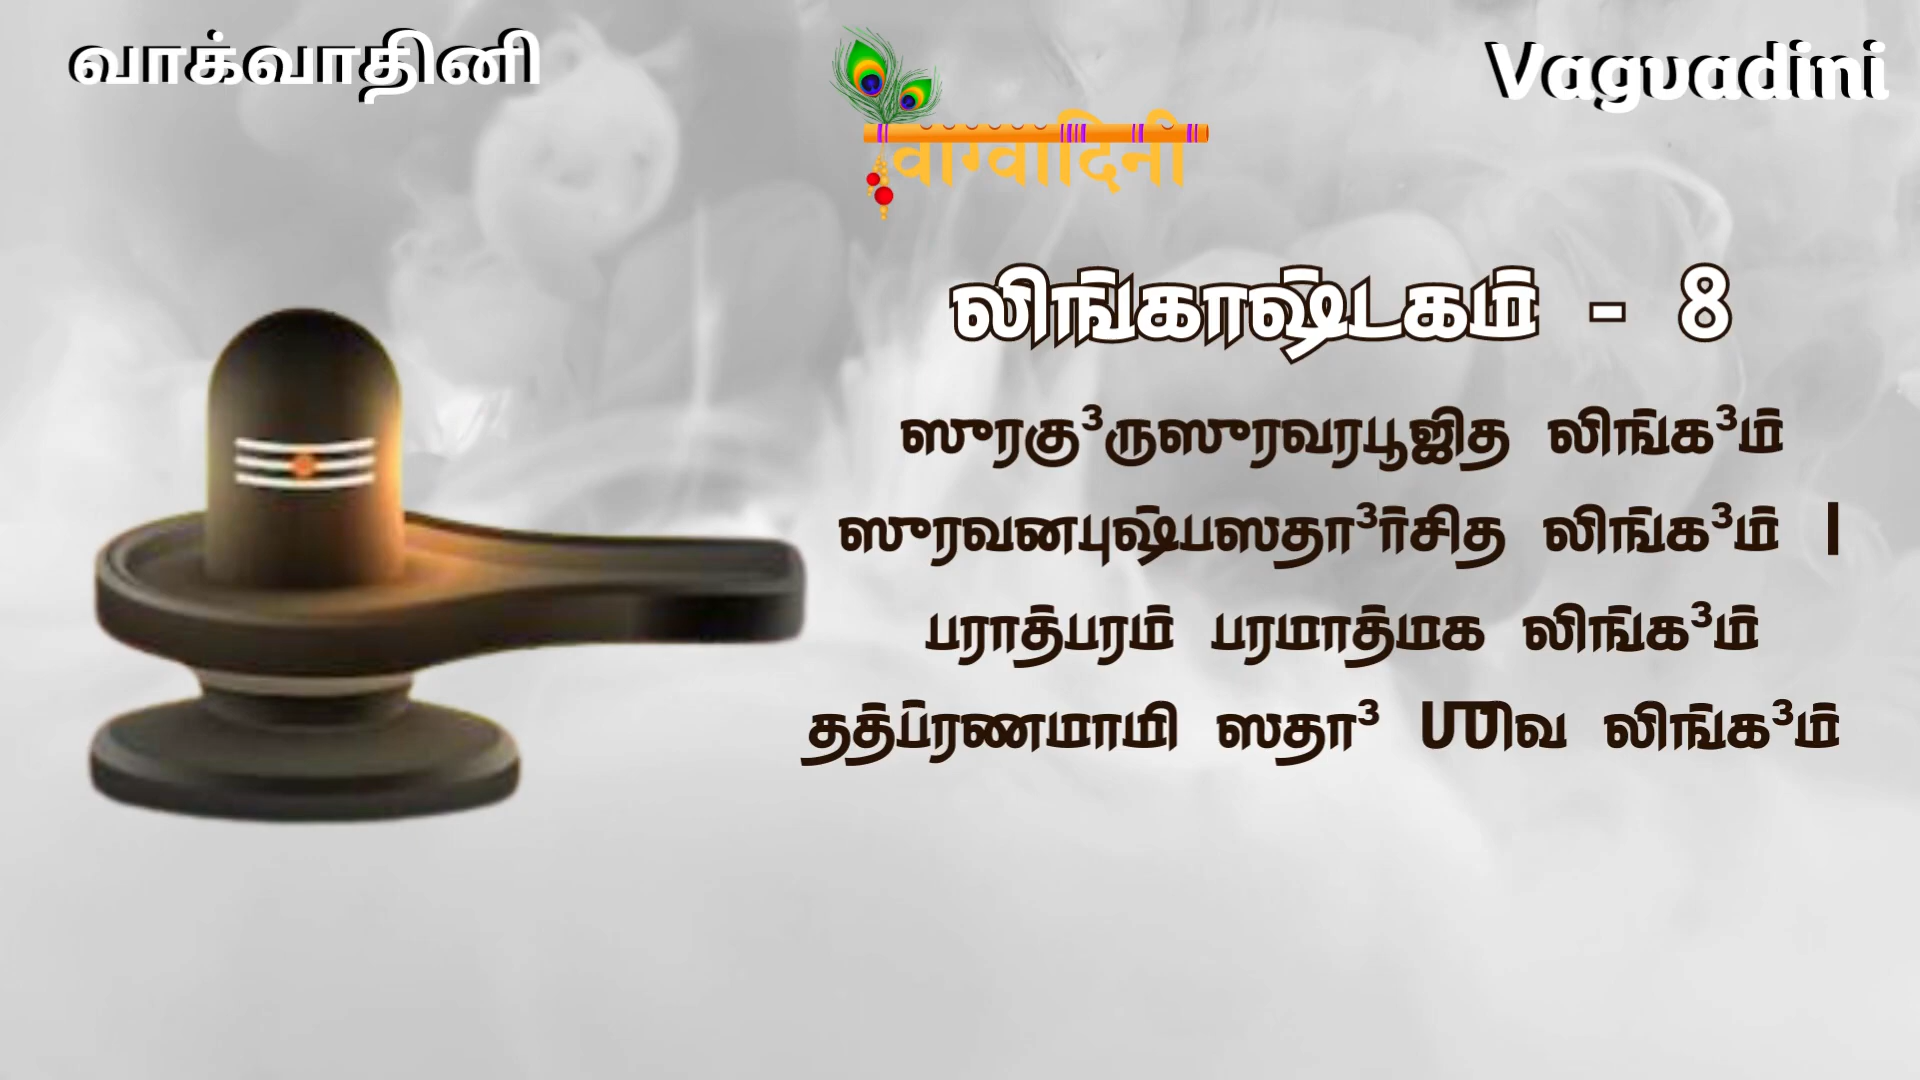 வாக்வாதினி
Vagvadini
वाग्वादिनी
லிங்காஷ்டகம் - 8
ஸுரகு³ருஸுரவரபூஜித லிங்க³ம்
ஸுரவனபுஷ்பஸதா³ர்சித லிங்க³ம் |
பராத்பரம் பரமாத்மக லிங்க³ம்
தத்ப்ரணமாமி ஸதா³ ஶிவ லிங்க³ம்